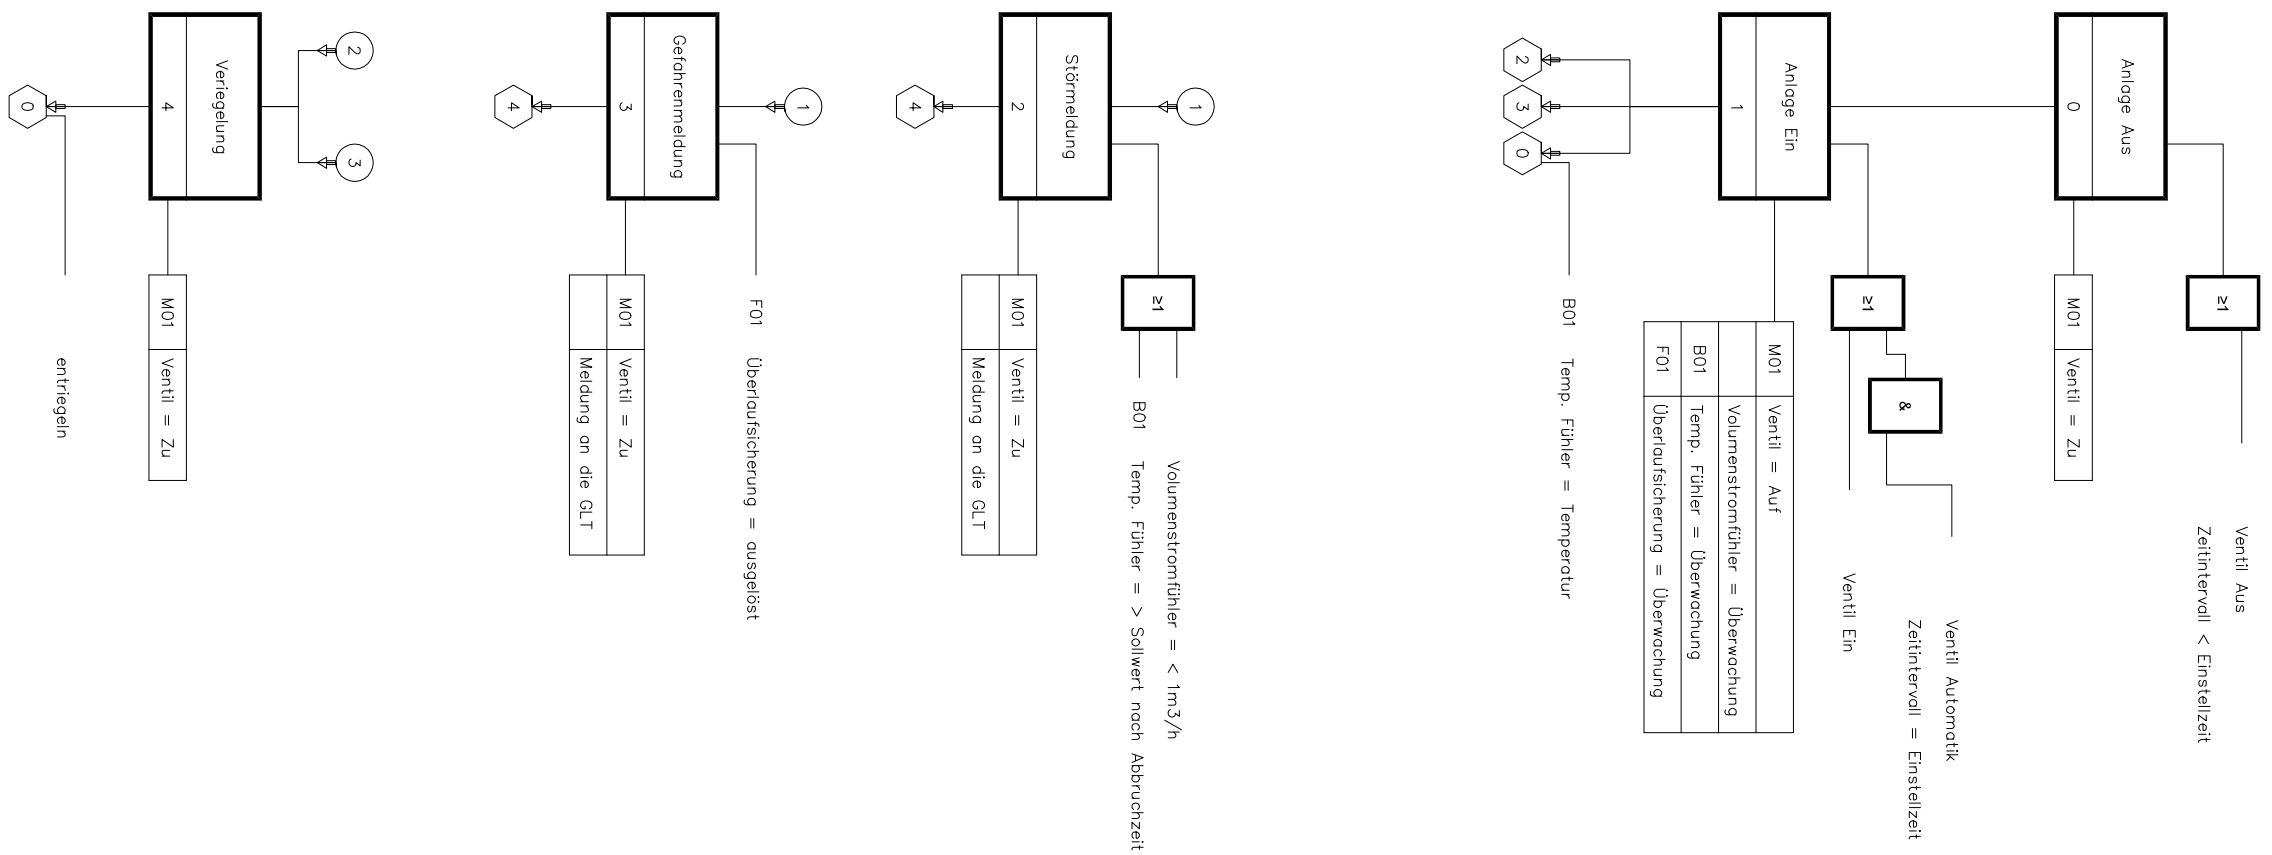 Anlage Aus
0
≥1
Ventil Aus
Zeitintervall < Einstellzeit
M01 Ventil = Zu
Anlage Ein
1
≥1
&
Ventil Automatik
Zeitintervall = Einstellzeit
Ventil Ein
M01 Ventil = Auf
Volumenstromfühler = Überwachung
B01 Temp. Fühler = Überwachung
F01 Überlaufsicherung = Überwachung
2 3 0
B01 Temp. Fühler = Temperatur
1
Störmeldung
2
≥1
Volumenstromfühler = < 1m3/h
B01 Temp. Fühler = > Sollwert nach Abbruchzeit
M01 Ventil = Zu
Meldung an die GLT
4
1
Gefahrenmeldung
3
F01 Überlaufsicherung = ausgelöst
M01 Ventil = Zu
Meldung an die GLT
4
2 3
Veriegelung
4
M01 Ventil = Zu
0
entriegeln